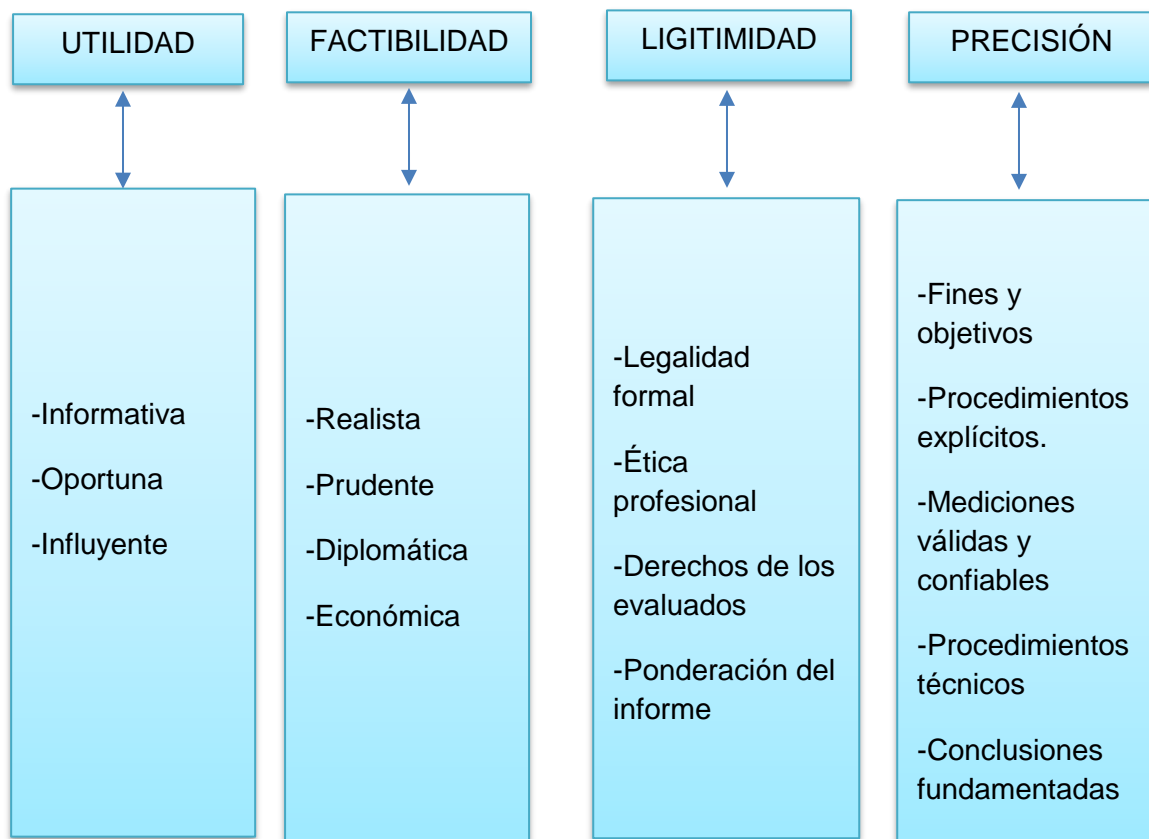 UTILIDAD
-Informativa
-Oportuna
-Influyente
FACTIBILIDAD
-Realista
-Prudente
-Diplomática
-Económica
LIGITIMIDAD
-Legalidad
formal
-Ética
profesional
-Derechos de los
evaluados
-Ponderación del
informe
PRECISIÓN
-Fines y
objetivos
-Procedimientos
explícitos.
-Mediciones
válidas y
confiables
-Procedimientos
técnicos
-Conclusiones
fundamentadas